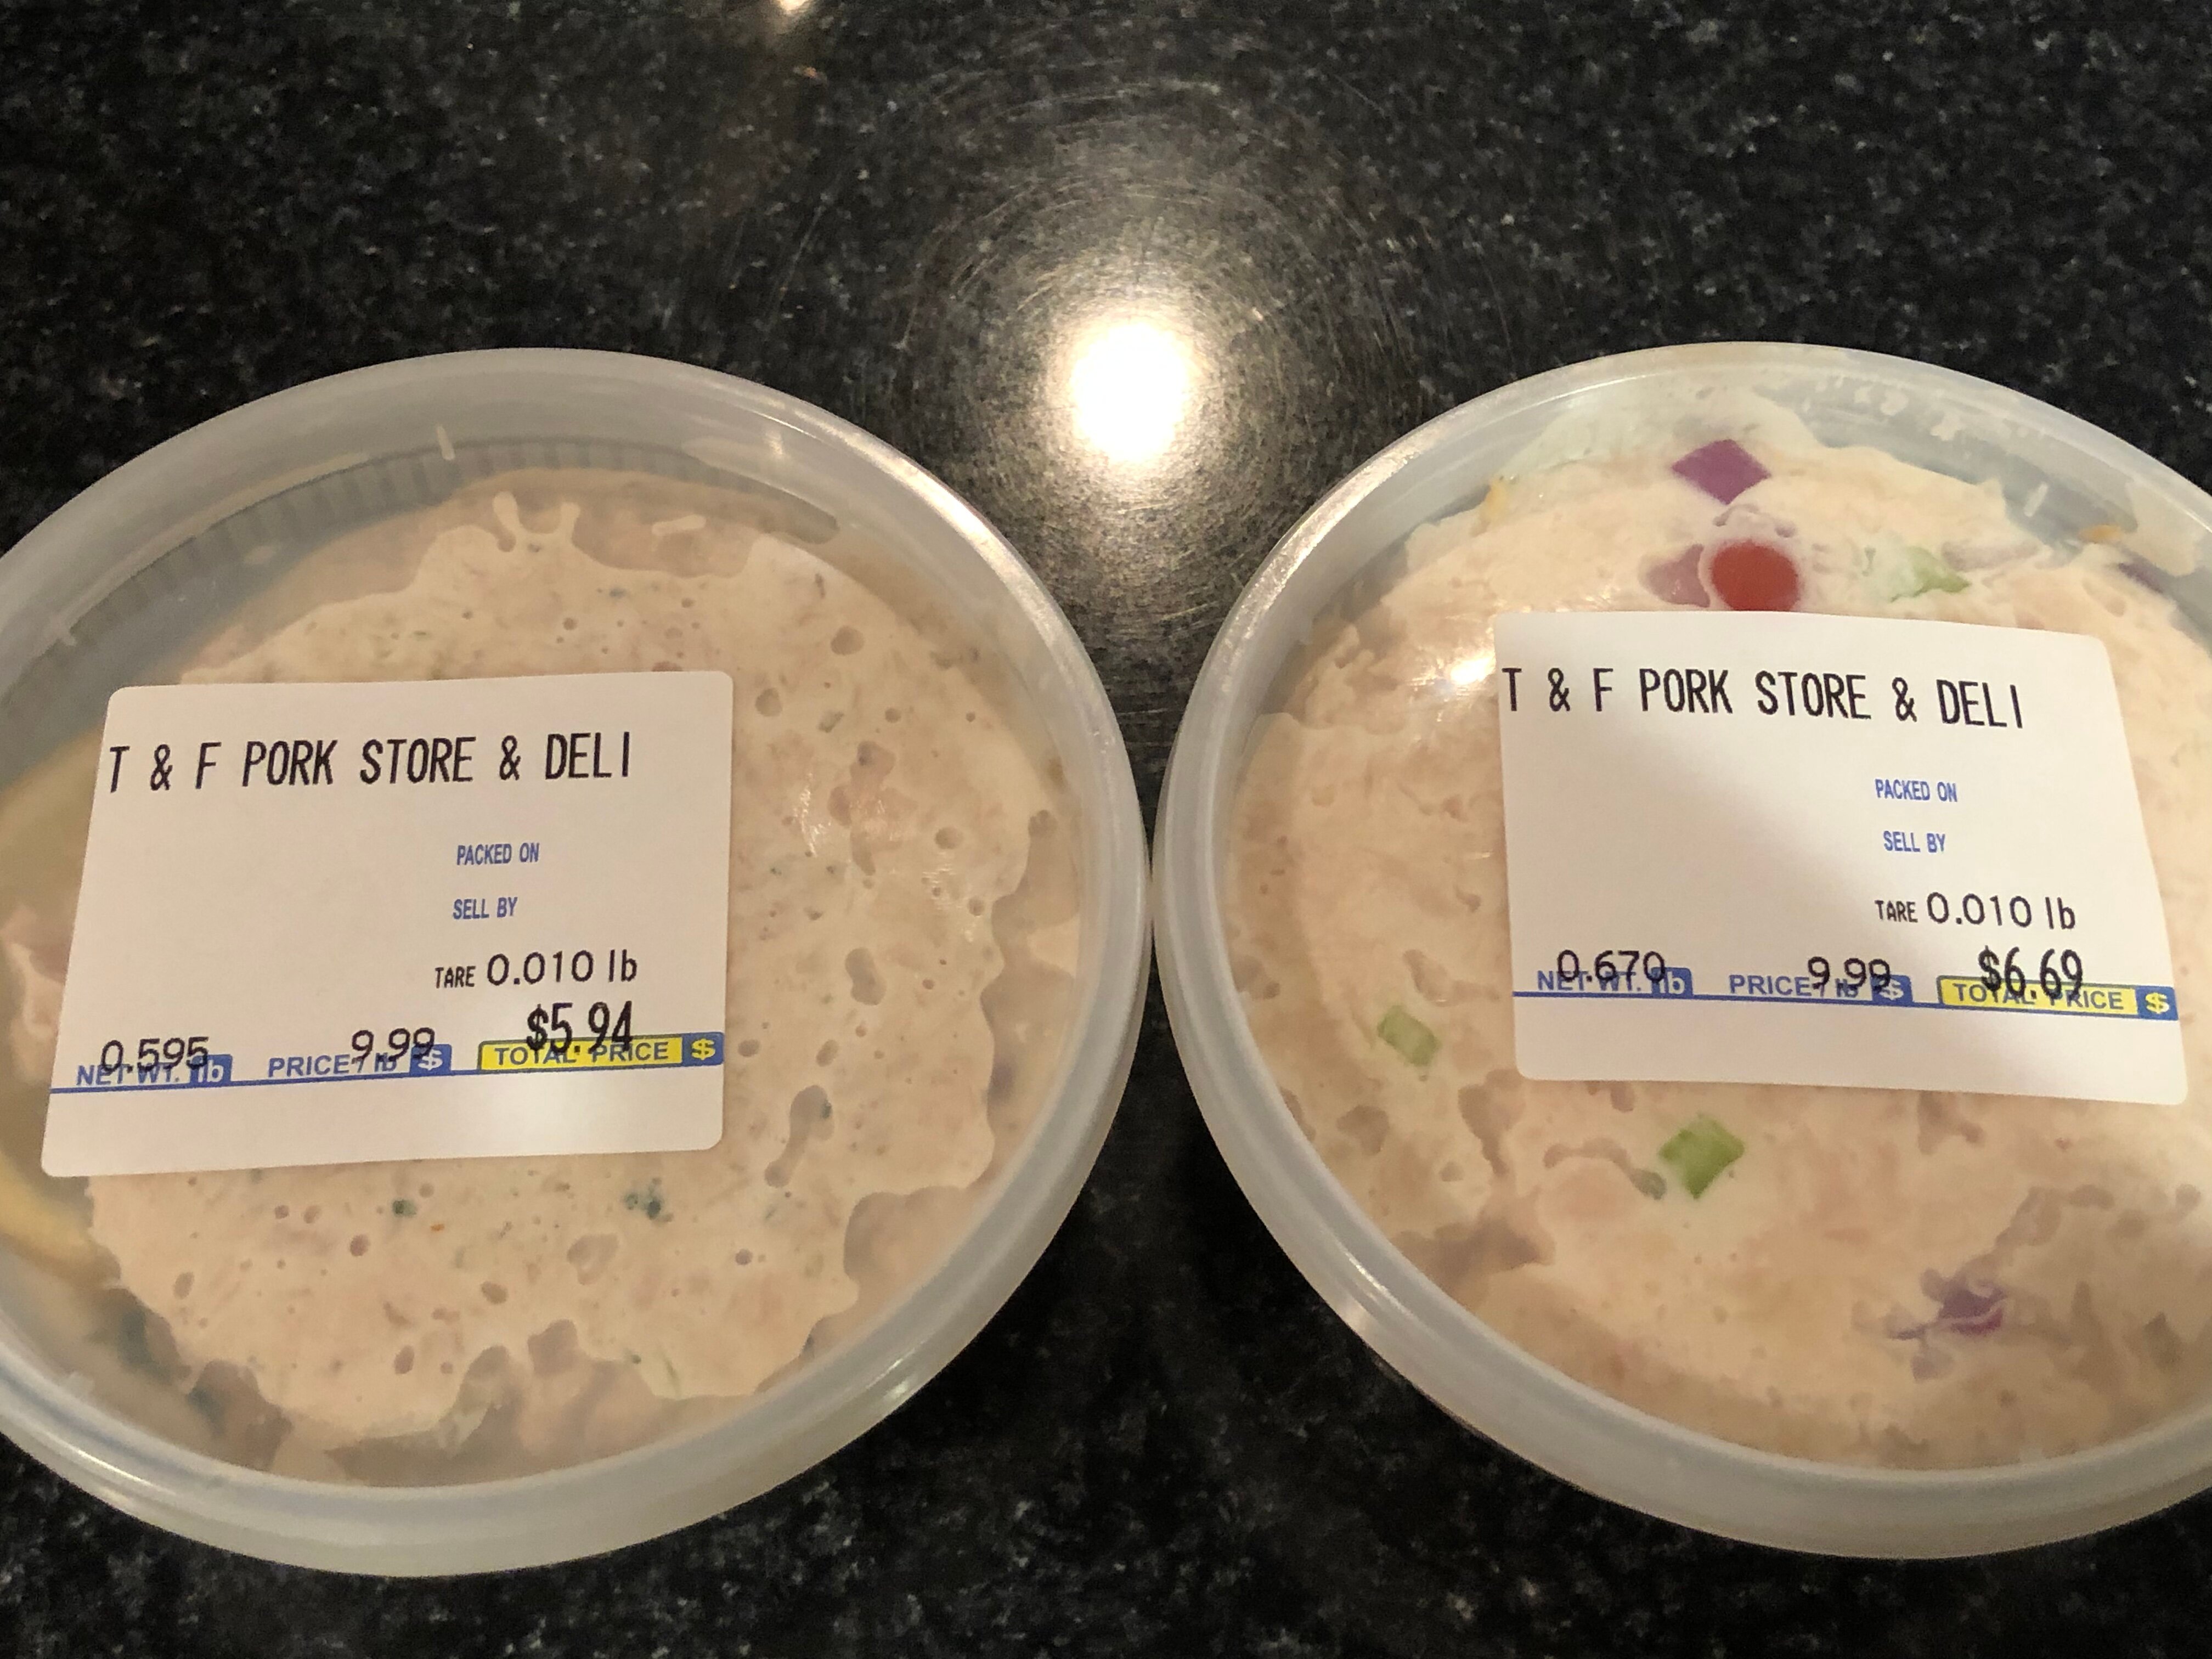 T & F PORK STORE & DELI
PACKED ON
SELL BY
TARE 0.010 lb
0.595 9.99 $5.94
NET WT. lb PRICE / lb $ TOTAL PRICE $
T & F PORK STORE & DELI
PACKED ON
SELL BY
TARE 0.010 lb
0.670 9.99 $6.69
NET WT. lb PRICE / lb $ TOTAL PRICE $